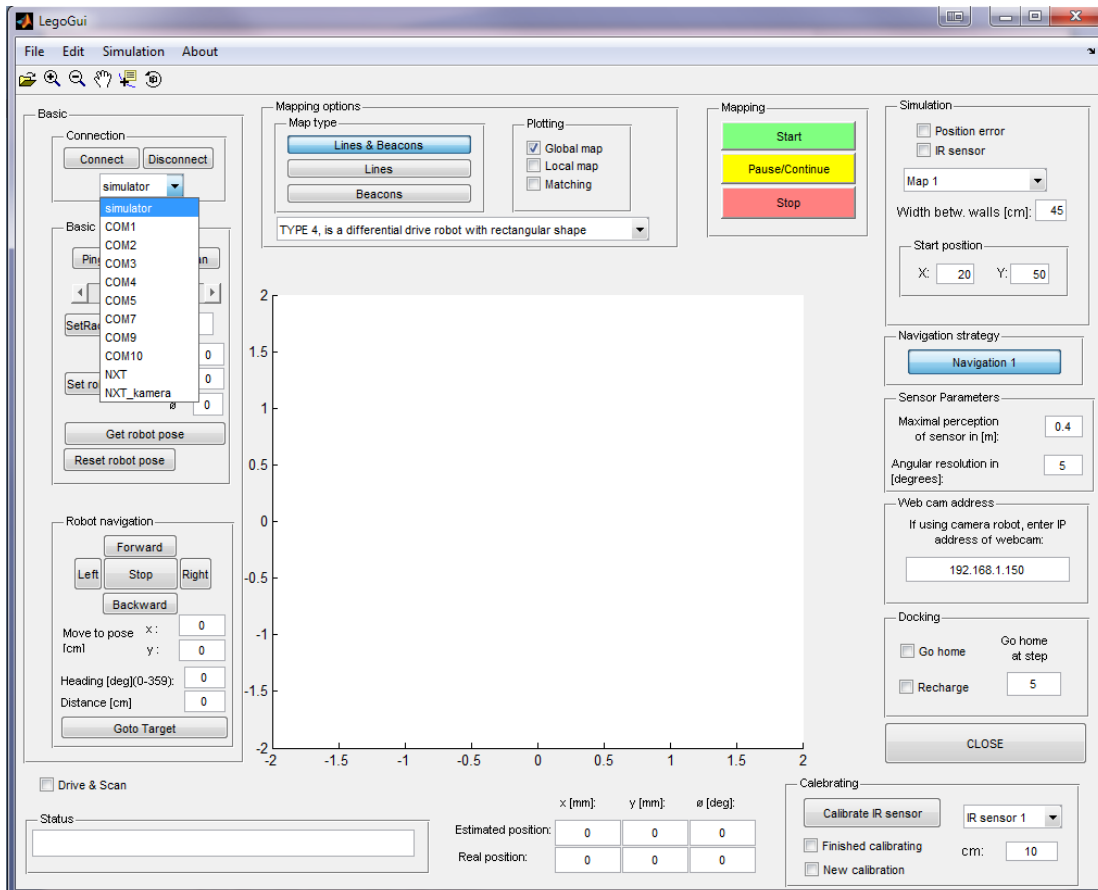 LegoGui
File Edit Simulation About
Basic
Connection
Connect Disconnect
simulator
simulator
COM1
COM2
COM3
COM4
COM5
COM7
COM9
COM10
NXT
NXT_kamera
Basic
0
0
ø 0
Get robot pose
Reset robot pose
Robot navigation
Forward
Left Stop Right
Backward
Move to pose x : 0
[cm] y : 0
Heading [deg](0-359): 0
Distance [cm] 0
Goto Target
Drive & Scan
Status
Mapping options
Map type
Lines & Beacons
Lines
Beacons
Plotting
Global map
Local map
Matching
TYPE 4, is a differential drive robot with rectangular shape
Mapping
Start
Pause/Continue
Stop
2
1.5
1
0.5
0
-0.5
-1
-1.5
-2
-2 -1.5 -1 -0.5 0 0.5 1 1.5 2
x [mm]: y [mm]: ø [deg]:
Estimated position: 0 0 0
Real position: 0 0 0
Simulation
Position error
IR sensor
Map 1
Width betw. walls [cm]: 45
Start position
X: 20 Y: 50
Navigation strategy
Navigation 1
Sensor Parameters
Maximal perception
of sensor in [m]: 0.4
Angular resolution in
[degrees]: 5
Web cam address
If using camera robot, enter IP
address of webcam:
192.168.1.150
Docking
Go home
Go home
at step
Recharge 5
CLOSE
Calebrating
Calibrate IR sensor IR sensor 1
Finished calibrating cm: 10
New calibration